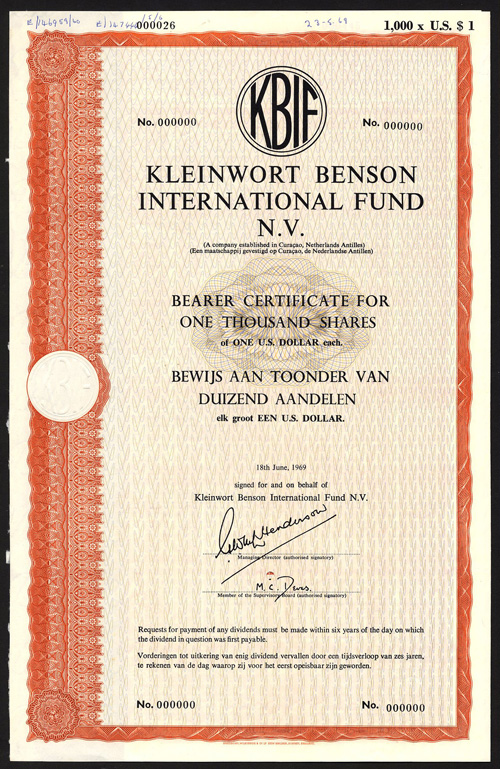 E/146959/60 000026 23-5-69 1,000 x U.S. $ 1
KBIF
No. 000000 No. 000000
KLEINWORT BENSON
INTERNATIONAL FUND
N.V.
(A company established in Curaçao, Netherlands Antilles)
(Een maatschappij gevestigd op Curaçao, de Nederlandse Antillen)
BEARER CERTIFICATE FOR
ONE THOUSAND SHARES
of ONE U.S. DOLLAR each.
BEWIJS AAN TOONDER VAN
DUIZEND AANDELEN
elk groot EEN U.S. DOLLAR.
18th June, 1969
signed for and on behalf of
Kleinwort Benson International Fund N.V.
Henderson
Managing Director (authorised signatory)
M. C.
Member of the Supervisory Board (authorised signatory)
Requests for payment of any dividends must be made within six years of the day on which
the dividend in question was first payable.
Vorderingen tot uitkering van enig dividend vervallen door een tijdsverloop van zes jaren,
te rekenen van de dag waarop zij voor het eerst opeisbaar zijn geworden.
No. 000000 No. 000000